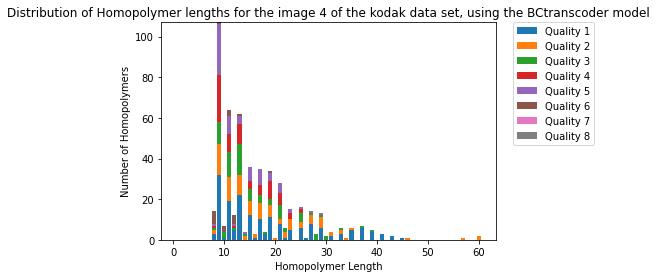 Distribution of Homopolymer lengths for the image 4 of the kodak data set, using the BCtranscoder model
Quality 1
Quality 2
Quality 3
Quality 4
Quality 5
Quality 6
Quality 7
Quality 8
Number of Homopolymers
100
80
60
40
20
0
0 10 20 30 40 50 60
Homopolymer Length